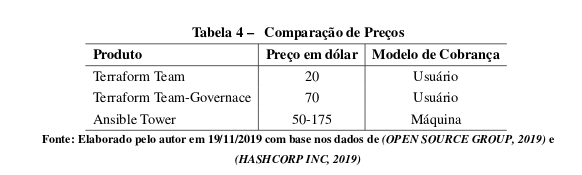 Tabela 4 – Comparação de Preços
Produto Preço em dólar Modelo de Cobrança
Terraform Team 20 Usuário
Terraform Team-Governace 70 Usuário
Ansible Tower 50-175 Máquina
Fonte: Elaborado pelo autor em 19/11/2019 com base nos dados de (OPEN SOURCE GROUP, 2019) e
(HASHCORP INC, 2019)